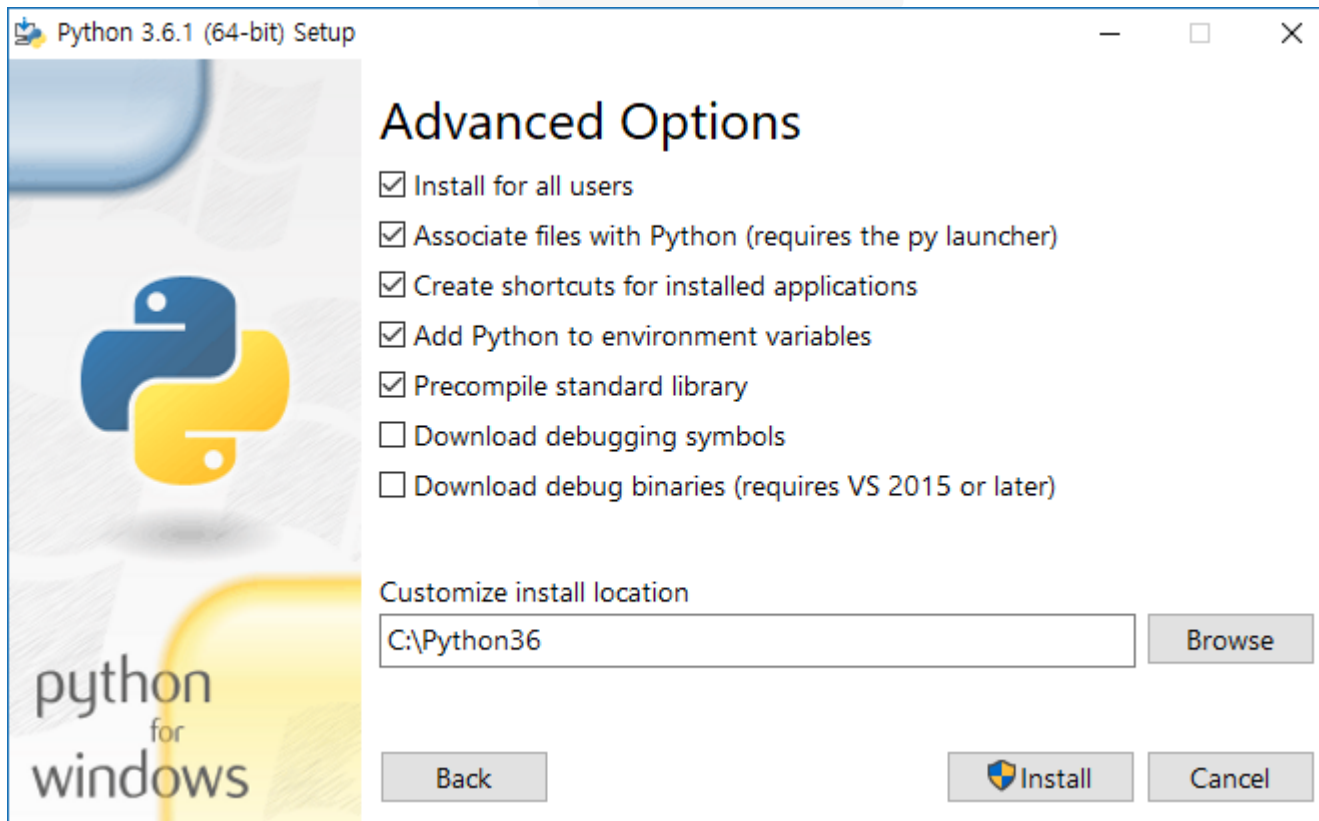 Python 3.6.1 (64-bit) Setup
Advanced Options
Install for all users
Associate files with Python (requires the py launcher)
Create shortcuts for installed applications
Add Python to environment variables
Precompile standard library
Download debugging symbols
Download debug binaries (requires VS 2015 or later)
Customize install location
C:\Python36
Browse
python
for
windows
Back
Install
Cancel